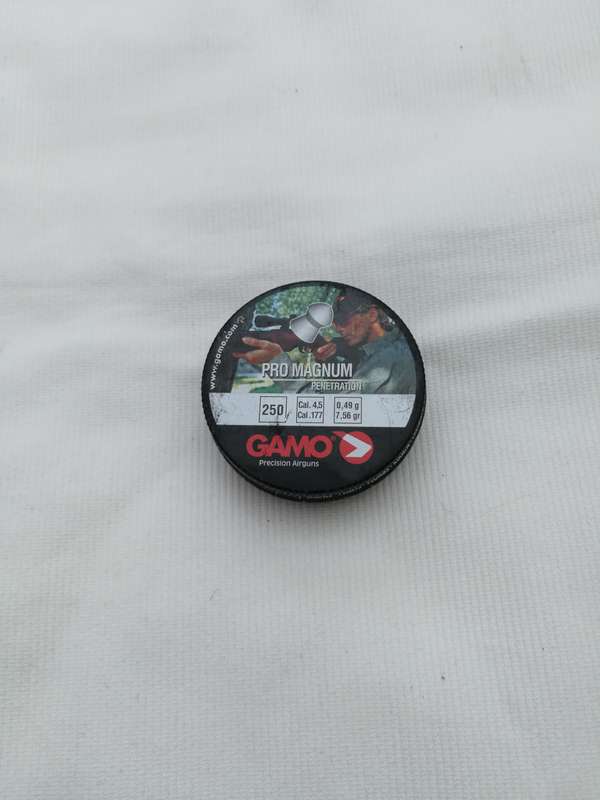 www.gamo.com
PRO MAGNUM
PENETRATION
250
Cal. 4,5
Cal .177
0,49 g
7,56 gr
GAMO
Precision Airguns